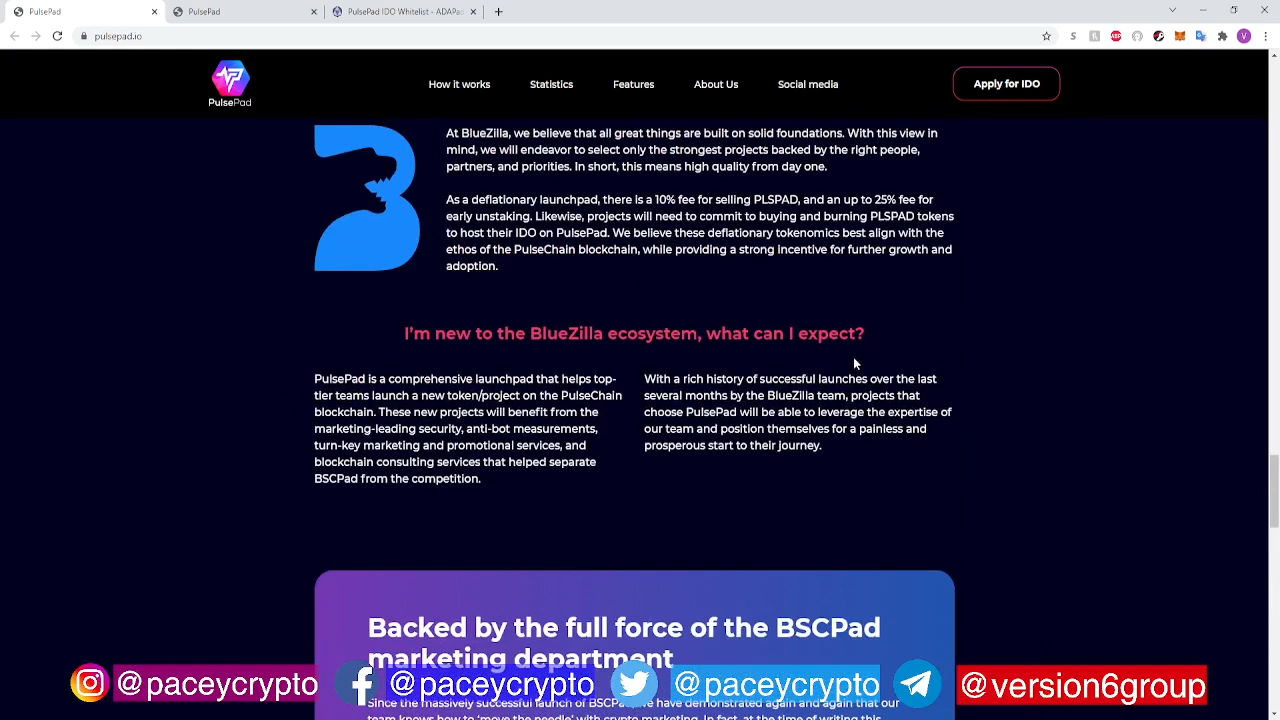 PulsePad
PulsePad
PulsePad IDO Whitelist - ADAPad
pulsepad.io
PulsePad
How it works
Statistics
Features
About Us
Social media
Apply for IDO
At BlueZilla, we believe that all great things are built on solid foundations. With this view in
mind, we will endeavor to select only the strongest projects backed by the right people,
partners, and priorities. In short, this means high quality from day one.
As a deflationary launchpad, there is a 10% fee for selling PLSPAD, and an up to 25% fee for
early unstaking. Likewise, projects will need to commit to buying and burning PLSPAD tokens
to host their IDO on PulsePad. We believe these deflationary tokenomics best align with the
ethos of the PulseChain blockchain, while providing a strong incentive for further growth and
adoption.
I'm new to the BlueZilla ecosystem, what can I expect?
PulsePad is a comprehensive launchpad that helps top-
tier teams launch a new token/project on the PulseChain
blockchain. These new projects will benefit from the
marketing-leading security, anti-bot measurements,
turn-key marketing and promotional services, and
blockchain consulting services that helped separate
BSCPad from the competition.
With a rich history of successful launches over the last
several months by the BlueZilla team, projects that
choose PulsePad will be able to leverage the expertise of
our team and position themselves for a painless and
prosperous start to their journey.
Backed by the full force of the BSCPad
marketing department
@paceycrypto
@paceycrypto
@paceycrypto
@version6group
Since the massively successful launch of BSCPad, we have demonstrated again and again that our
team knows how to 'move the needle' with crypto marketing. In fact, at the time of writing this